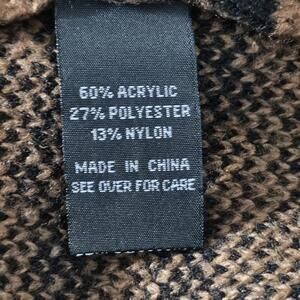 60% ACRYLIC
27% POLYESTER
13% NYLON
MADE IN CHINA
SEE OVER FOR CARE